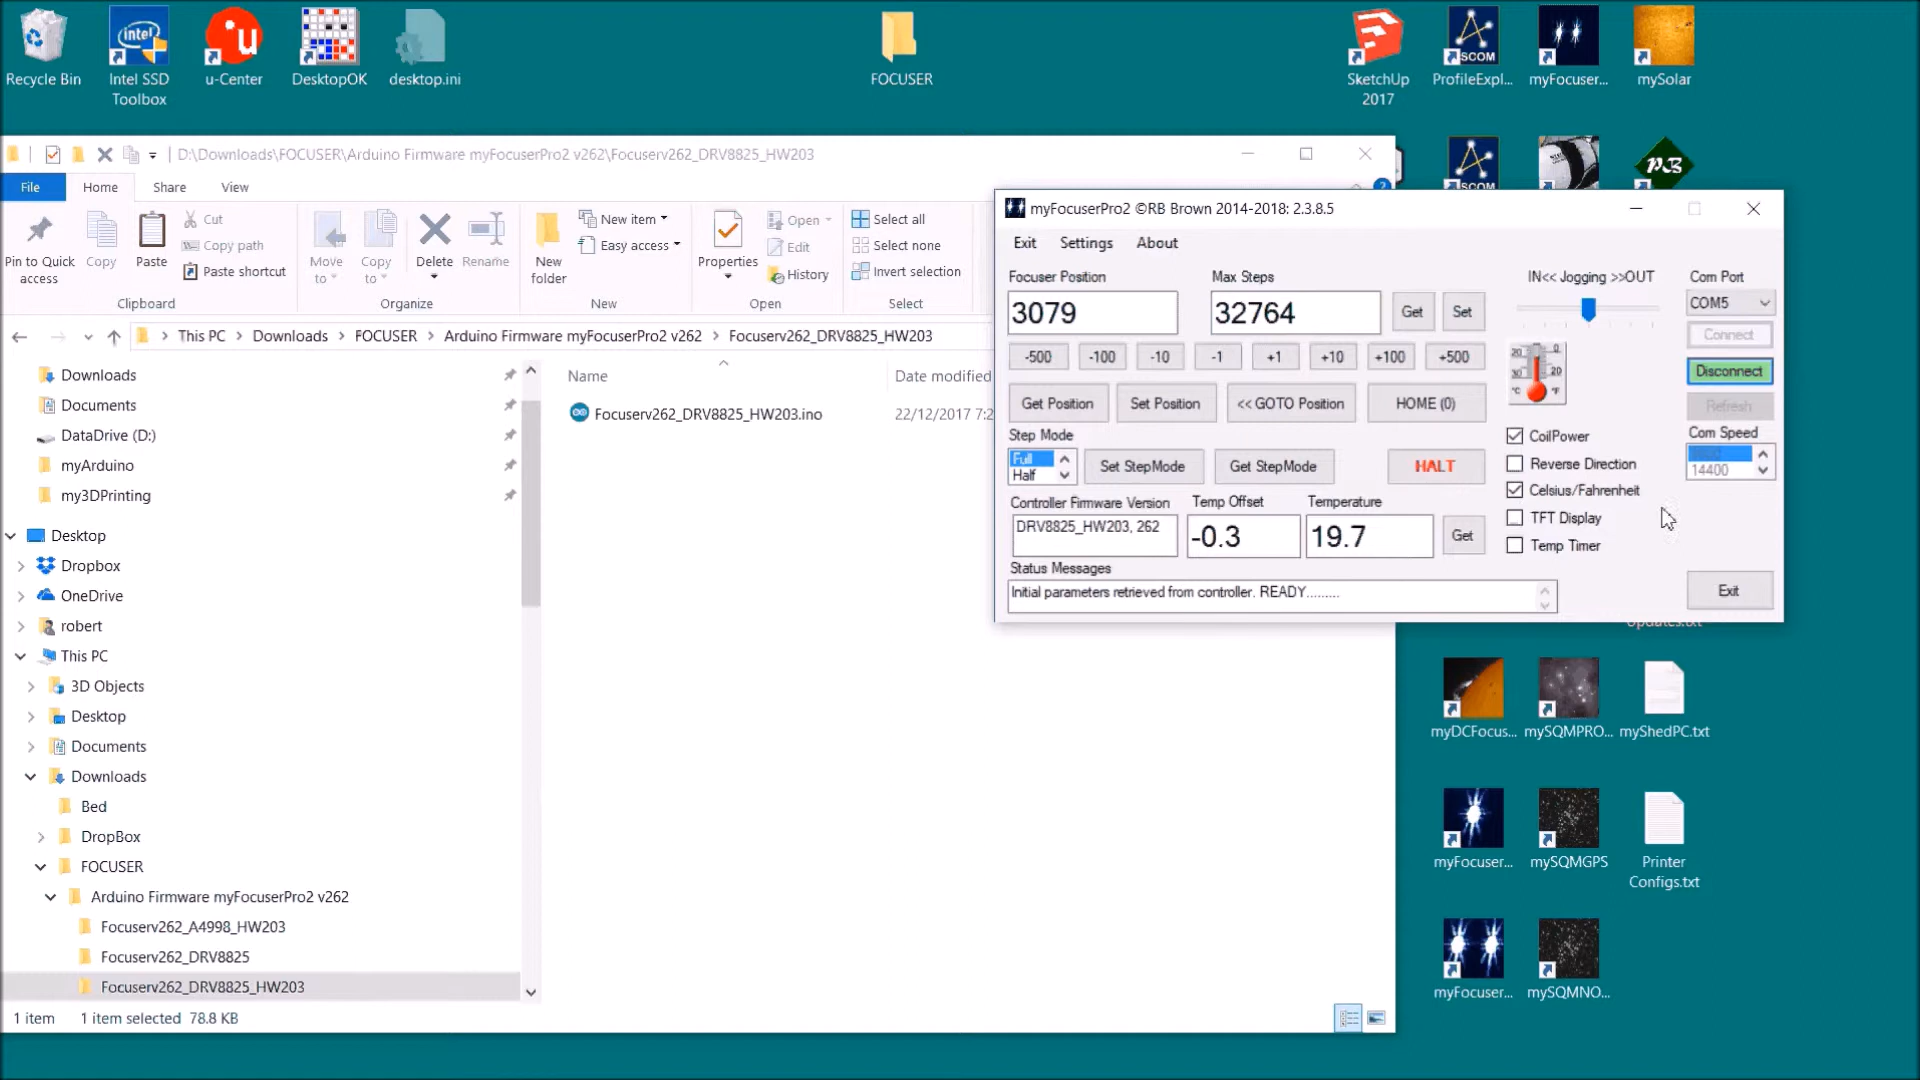 Recycle Bin
Intel SSD
Toolbox
u-Center
DesktopOK
desktop.ini
FOCUSER
SketchUp
2017
ProfileExpl...
myFocuser...
mySolar
D:\Downloads\FOCUSER\Arduino Firmware myFocuserPro2 v262\Focuserv262_DRV8825_HW203
File
Home
Share
View
Pin to Quick
access
Copy
Paste
Cut
Copy path
Paste shortcut
Clipboard
Move
to
Copy
to
Delete
Rename
Organize
New
folder
New item
Easy access
New
Properties
Open
Edit
History
Open
Select all
Select none
Invert selection
Select
This PC
Downloads
FOCUSER
Arduino Firmware myFocuserPro2 v262
Focuserv262_DRV8825_HW203
Downloads
Documents
DataDrive (D:)
myArduino
my3DPrinting
Desktop
Dropbox
OneDrive
robert
This PC
3D Objects
Desktop
Documents
Downloads
Bed
DropBox
FOCUSER
Arduino Firmware myFocuserPro2 v262
Focuserv262_A4998_HW203
Focuserv262_DRV8825
Focuserv262_DRV8825_HW203
Name
Date modified
Focuserv262_DRV8825_HW203.ino
22/12/2017 7:2
1 item
1 item selected 78.8 KB
myFocuserPro2 ©RB Brown 2014-2018: 2.3.8.5
Exit
Settings
About
Focuser Position
Max Steps
IN<< Jogging >>OUT
Com Port
3079
32764
Get
Set
COM5
Connect
-500
-100
-10
-1
+1
+10
+100
+500
Disconnect
Get Position
Set Position
<< GOTO Position
HOME (0)
Refresh
Step Mode
CoilPower
Com Speed
Full
Half
Set StepMode
Get StepMode
HALT
Reverse Direction
14400
Celsius/Fahrenheit
Controller Firmware Version
Temp Offset
Temperature
DRV8825_HW203, 262
-0.3
19.7
Get
TFT Display
Temp Timer
Status Messages
Initial parameters retrieved from controller. READY.........
Exit
myDCFocus...
mySQMPRO...
myShedPC.txt
myFocuser...
mySQMGPS
Printer
Configs.txt
myFocuser...
mySQMNO...